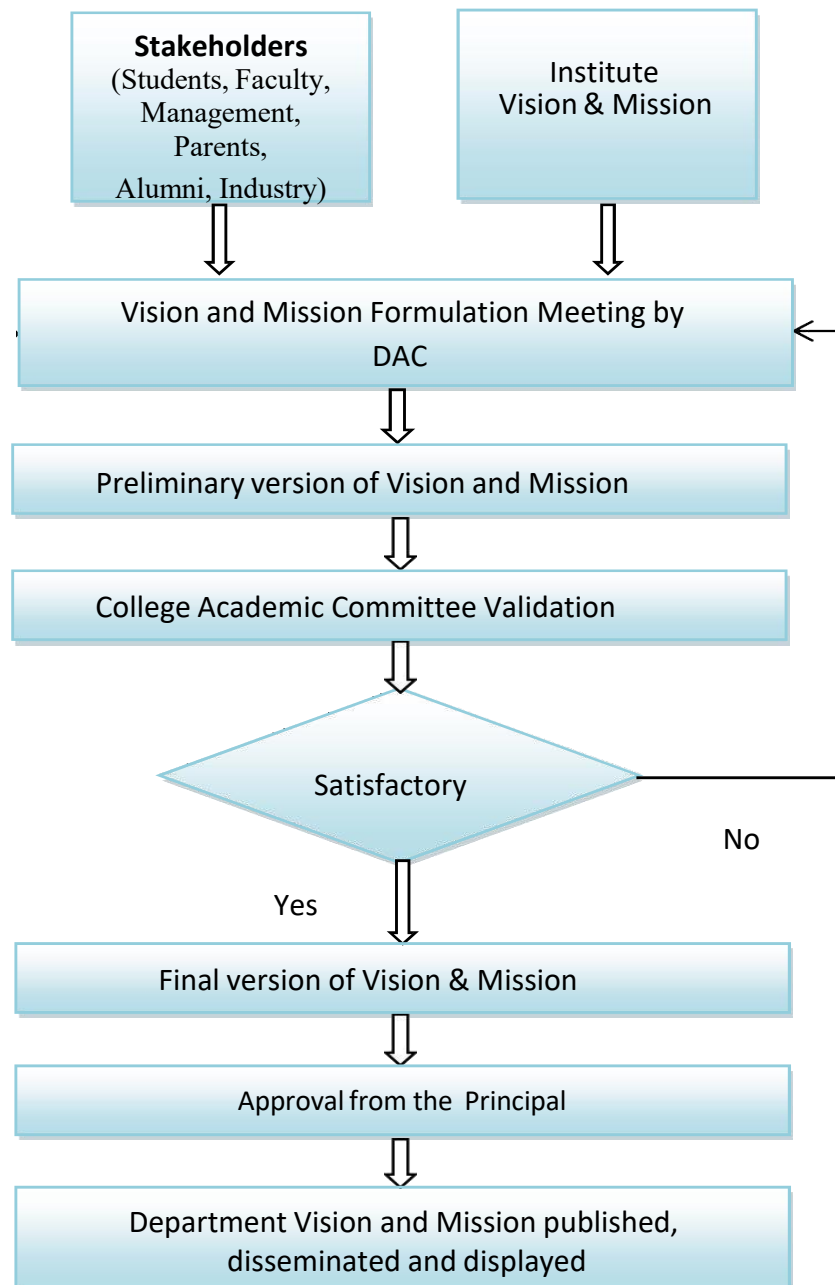 Stakeholders
(Students, Faculty,
Management,
Parents,
Alumni, Industry)
Institute
Vision & Mission
Vision and Mission Formulation Meeting by
DAC
Preliminary version of Vision and Mission
College Academic Committee Validation
Satisfactory
No
Yes
Final version of Vision & Mission
Approval from the Principal
Department Vision and Mission published,
disseminated and displayed